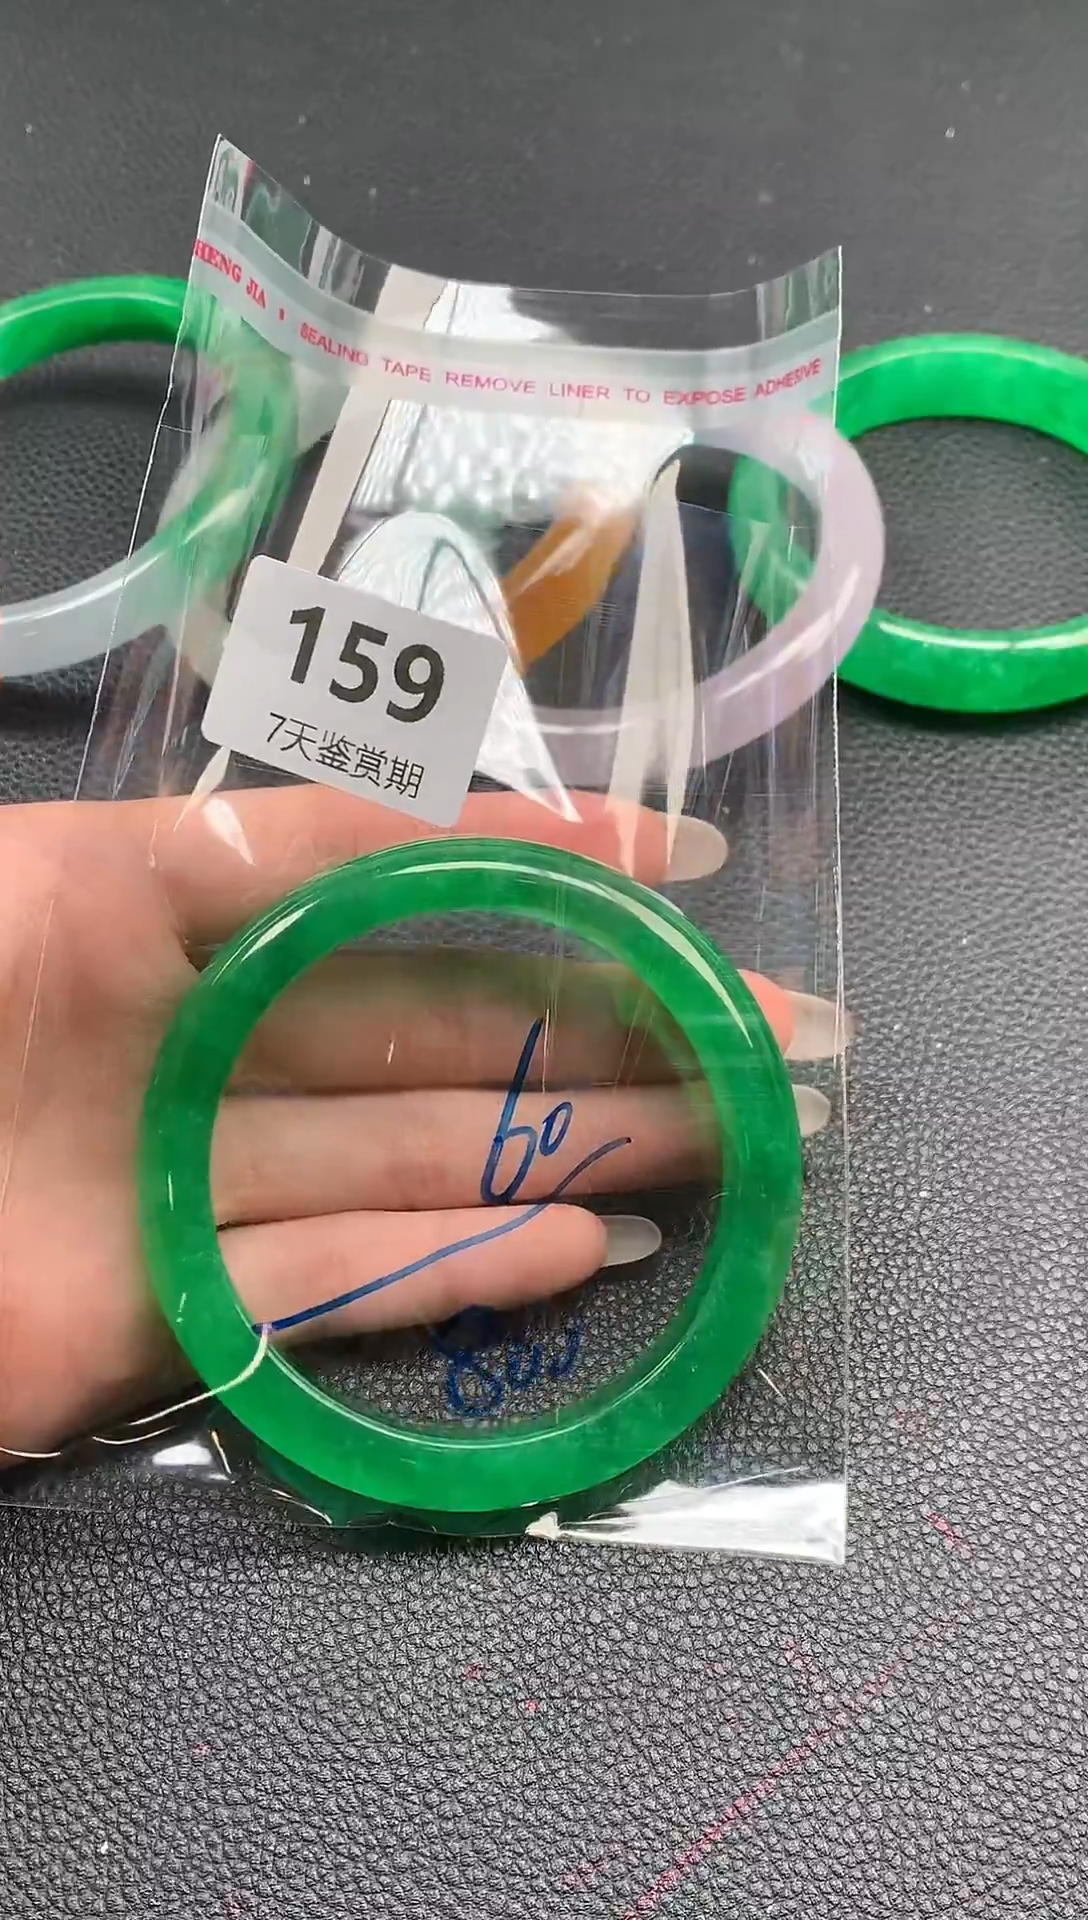 HENG JIA SEALING TAPE REMOVE LINER TO EXPOSE ADHESIVE
159
7天鉴赏期
60